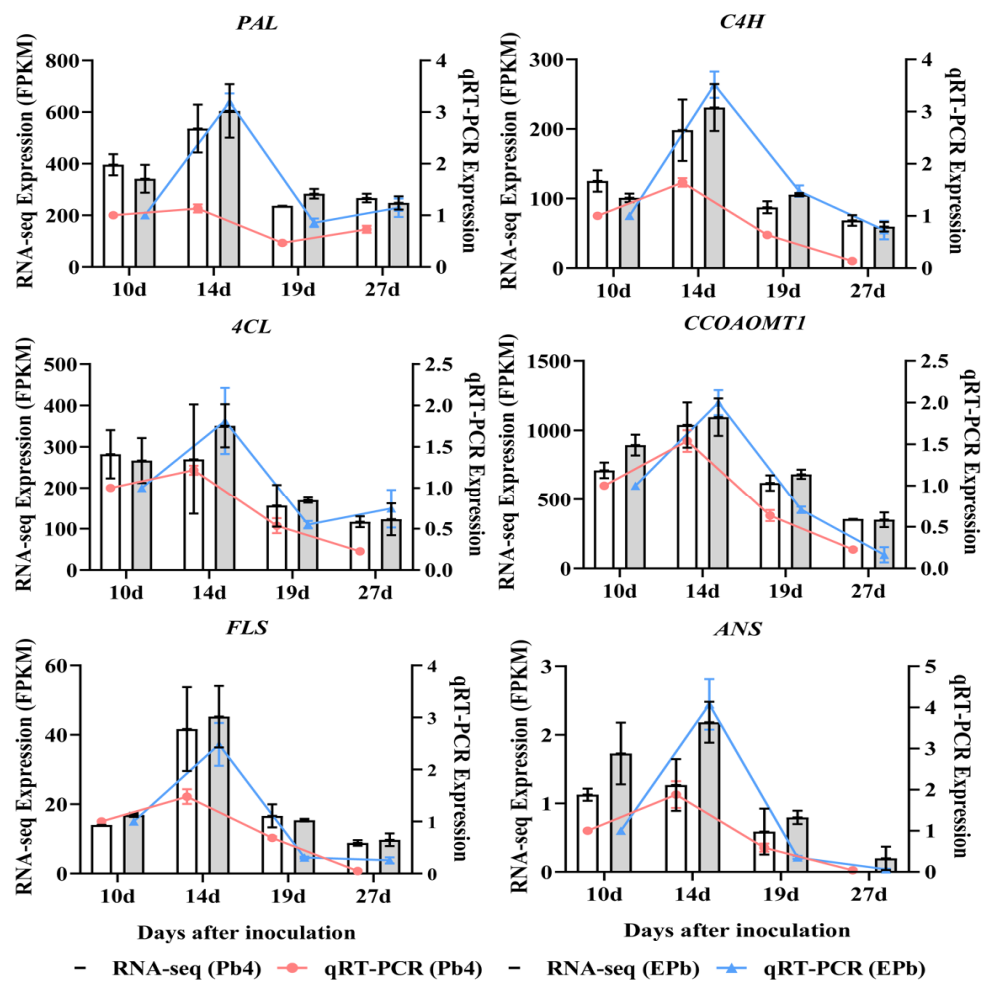 PAL
RNA-seq Expression (FPKM)
800
600
400
200
0
4
3
2
1
0
qRT-PCR Expression
10d 14d 19d 27d
C4H
RNA-seq Expression (FPKM)
300
200
100
0
4
3
2
1
0
qRT-PCR Expression
10d 14d 19d 27d
4CL
RNA-seq Expression (FPKM)
500
400
300
200
100
0
2.5
2.0
1.5
1.0
0.5
0.0
qRT-PCR Expression
10d 14d 19d 27d
CCOAOMT1
RNA-seq Expression (FPKM)
1500
1000
500
0
2.5
2.0
1.5
1.0
0.5
0.0
qRT-PCR Expression
10d 14d 19d 27d
FLS
RNA-seq Expression (FPKM)
60
40
20
0
4
3
2
1
0
qRT-PCR Expression
10d 14d 19d 27d
Days after inoculation
ANS
RNA-seq Expression (FPKM)
3
2
1
0
5
4
3
2
1
0
qRT-PCR Expression
10d 14d 19d 27d
Days after inoculation
RNA-seq (Pb4) qRT-PCR (Pb4) RNA-seq (EPb) qRT-PCR (EPb)